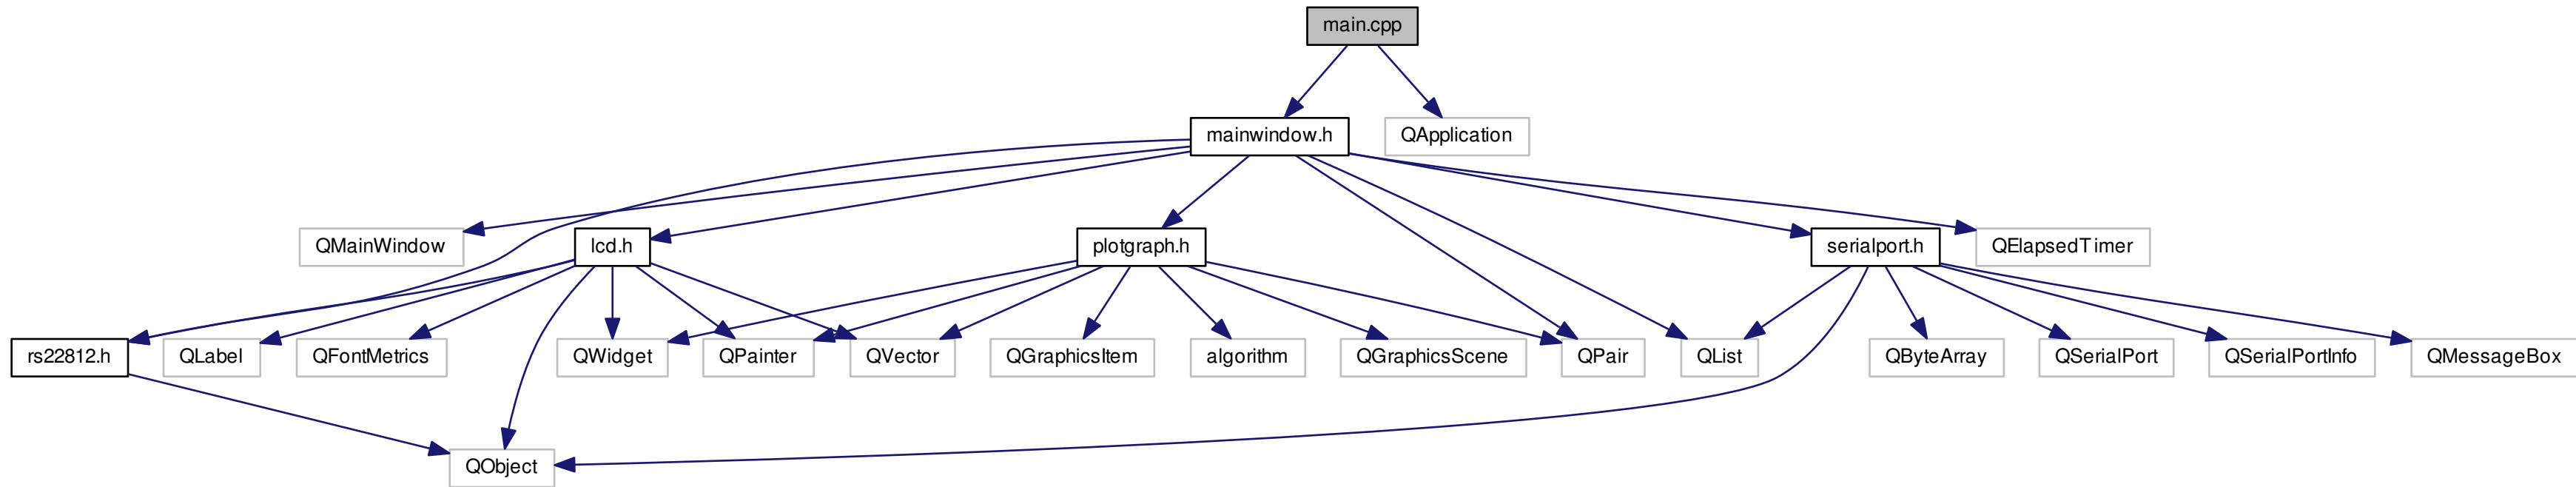 main.cpp
mainwindow.h
QApplication
QMainWindow
lcd.h
plotgraph.h
serialport.h
QElapsedTimer
rs22812.h
QLabel
QFontMetrics
QWidget
QPainter
QVector
QGraphicsItem
algorithm
QGraphicsScene
QPair
QList
QByteArray
QSerialPort
QSerialPortInfo
QMessageBox
QObject